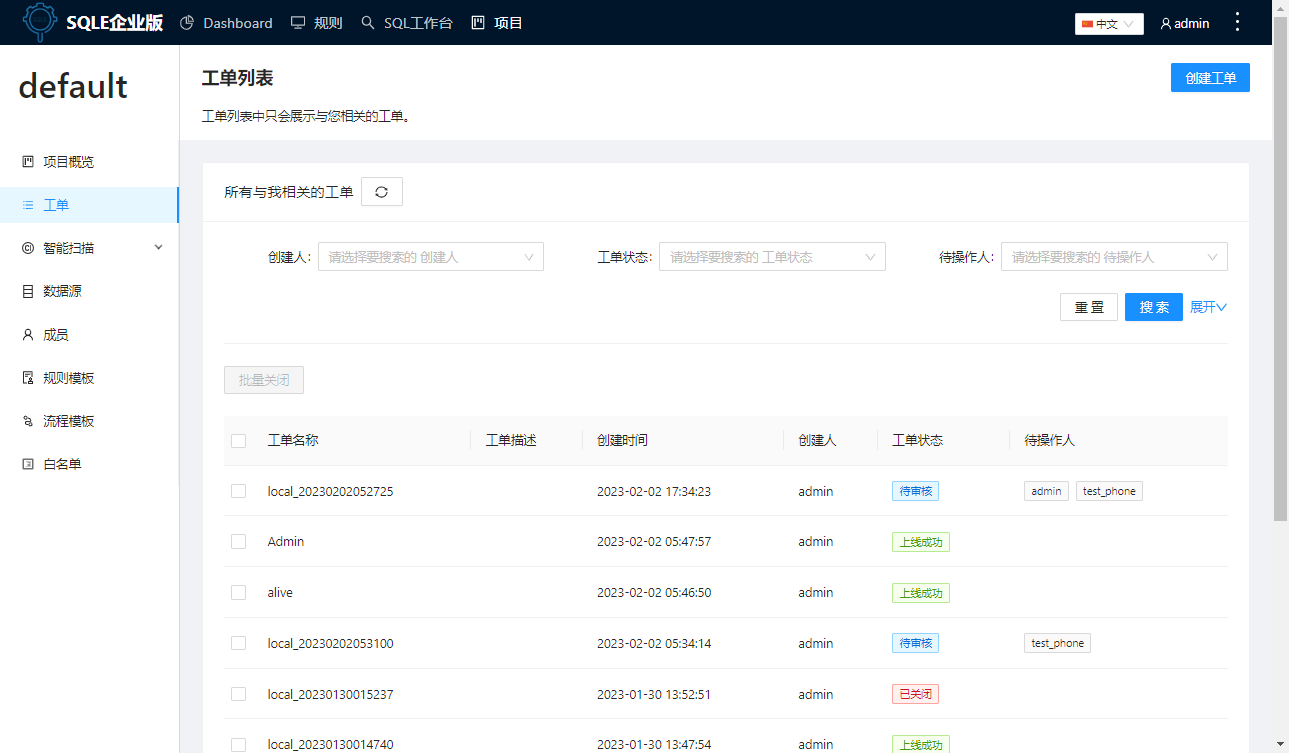 SQLE企业版 Dashboard 规则 SQL工作台 项目 中文 admin
default
项目概览
工单
智能扫描
数据源
成员
规则模板
流程模板
白名单
工单列表 创建工单
工单列表中只会展示与您相关的工单。
所有与我相关的工单
创建人: 请选择要搜索的 创建人 工单状态: 请选择要搜索的 工单状态 待操作人: 请选择要搜索的 待操作人
重 置 搜 索 展开
批量关闭
工单名称 工单描述 创建时间 创建人 工单状态 待操作人
local_20230202052725 2023-02-02 17:34:23 admin 待审核 admin test_phone
Admin 2023-02-02 05:47:57 admin 上线成功
alive 2023-02-02 05:46:50 admin 上线成功
local_20230202053100 2023-02-02 05:34:14 admin 待审核 test_phone
local_20230130015237 2023-01-30 13:52:51 admin 已关闭
local_20230130014740 2023-01-30 13:47:54 admin 上线成功